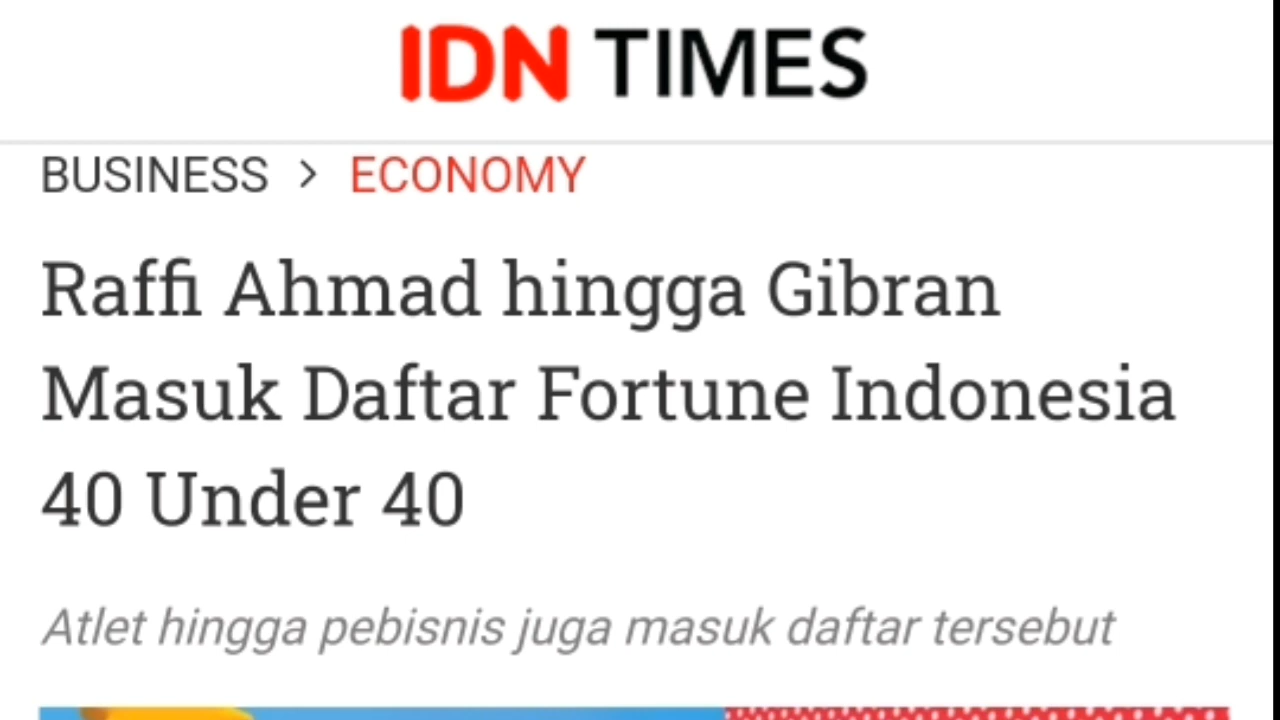 IDN TIMES
BUSINESS > ECONOMY
Raffi Ahmad hingga Gibran
Masuk Daftar Fortune Indonesia
40 Under 40
Atlet hingga pebisnis juga masuk daftar tersebut